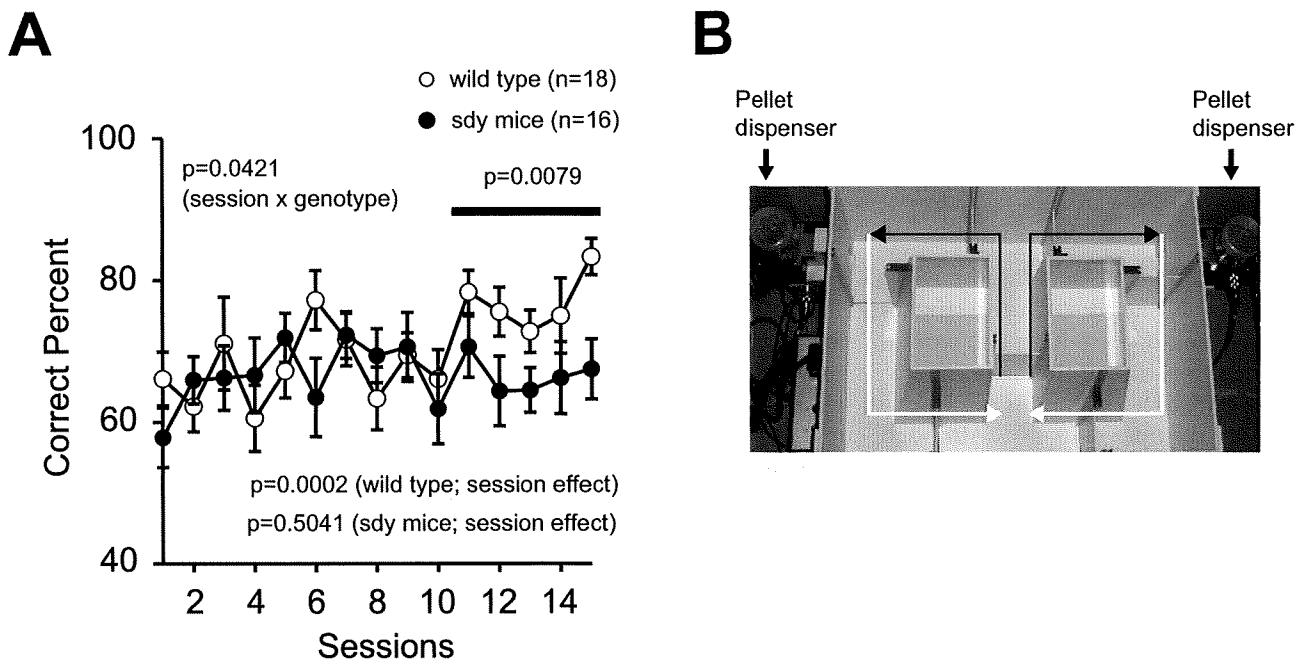 A
wild type (n=18)
sdy mice (n=16)
p=0.0421
(session x genotype)
p=0.0079
Correct Percent
100
80
60
40
p=0.0002 (wild type; session effect)
p=0.5041 (sdy mice; session effect)
2 4 6 8 10 12 14
Sessions
B
Pellet
dispenser
Pellet
dispenser